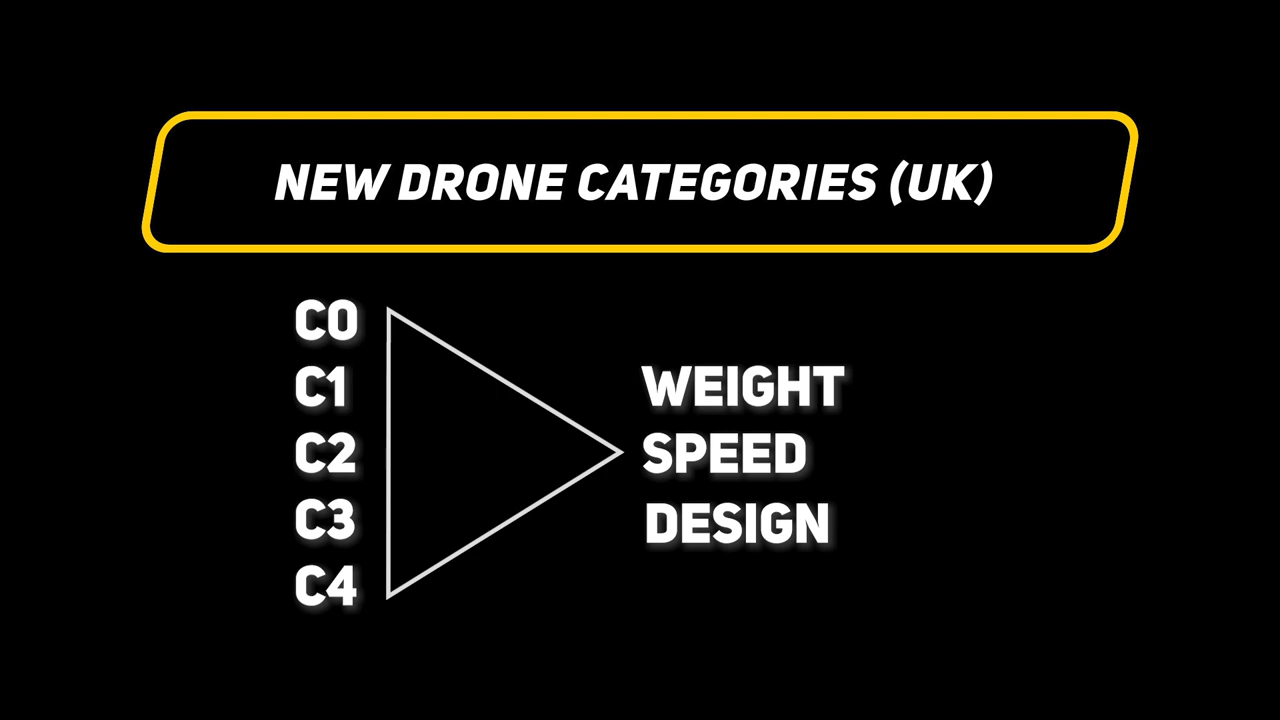 NEW DRONE CATEGORIES (UK)
C0
C1
C2
C3
C4
WEIGHT
SPEED
DESIGN